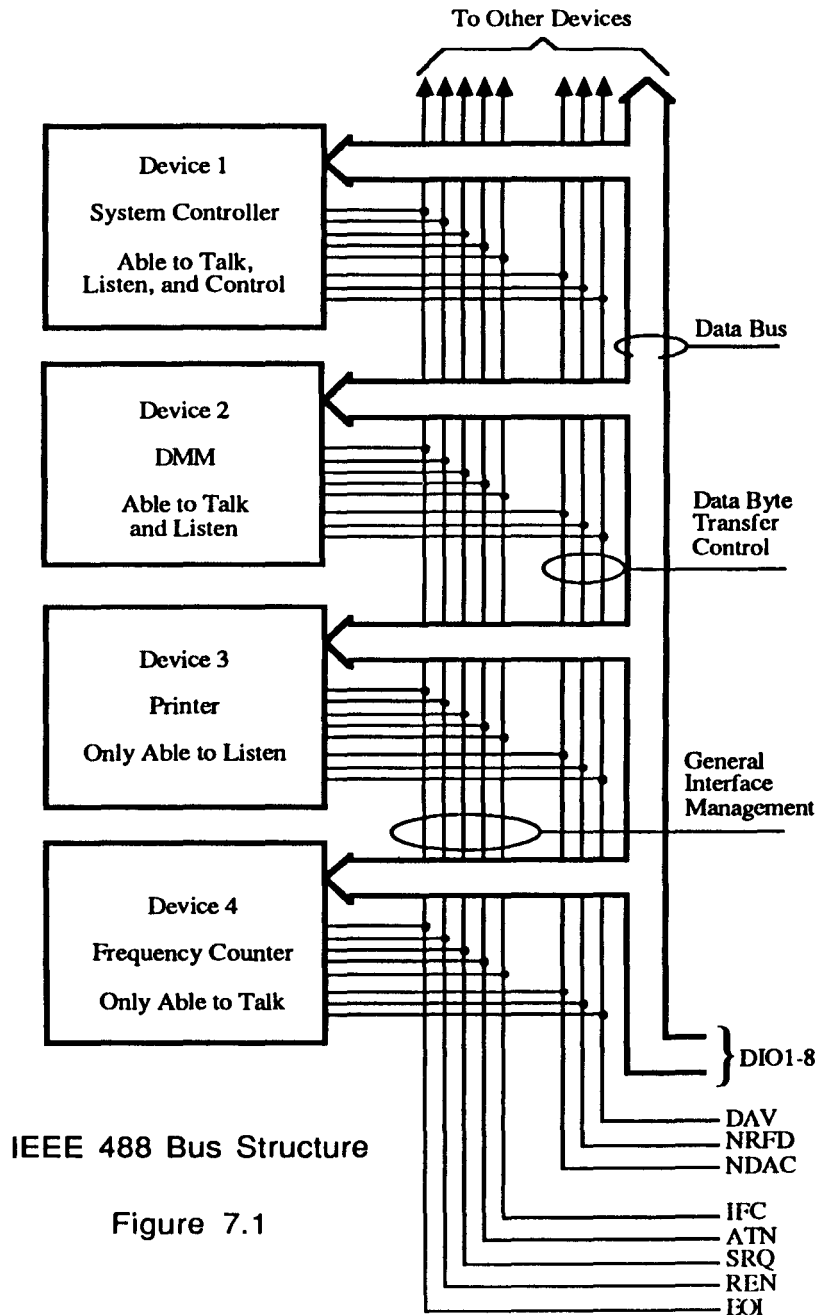 To Other Devices
Device 1
System Controller
Able to Talk,
Listen, and Control
Data Bus
Device 2
DMM
Able to Talk
and Listen
Data Byte
Transfer
Control
Device 3
Printer
Only Able to Listen
General
Interface
Management
Device 4
Frequency Counter
Only Able to Talk
DIO1-8
DAV
NRFD
NDAC
IFC
ATN
SRQ
REN
EOI
IEEE 488 Bus Structure
Figure 7.1